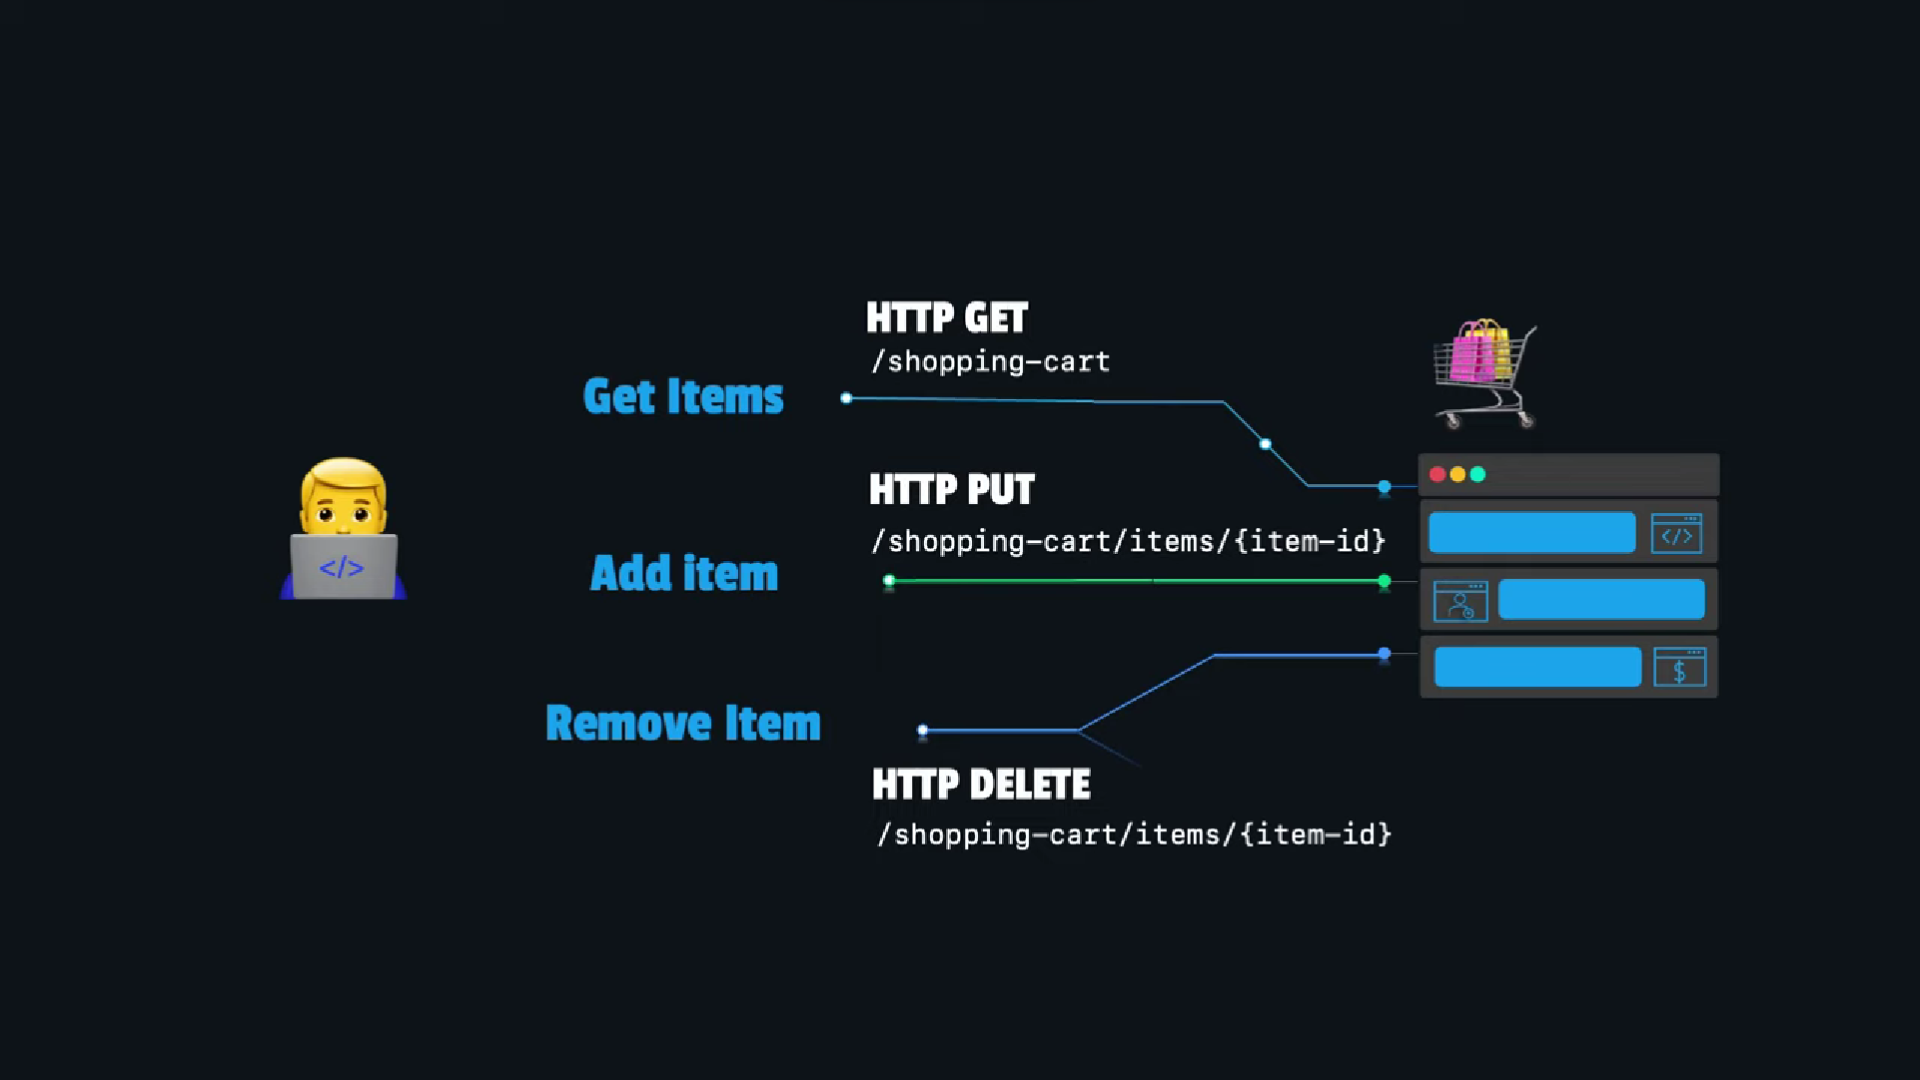 HTTP GET
/shopping-cart
Get Items
HTTP PUT
/shopping-cart/items/{item-id}
Add item
</>
</>
Remove Item
$
HTTP DELETE
/shopping-cart/items/{item-id}